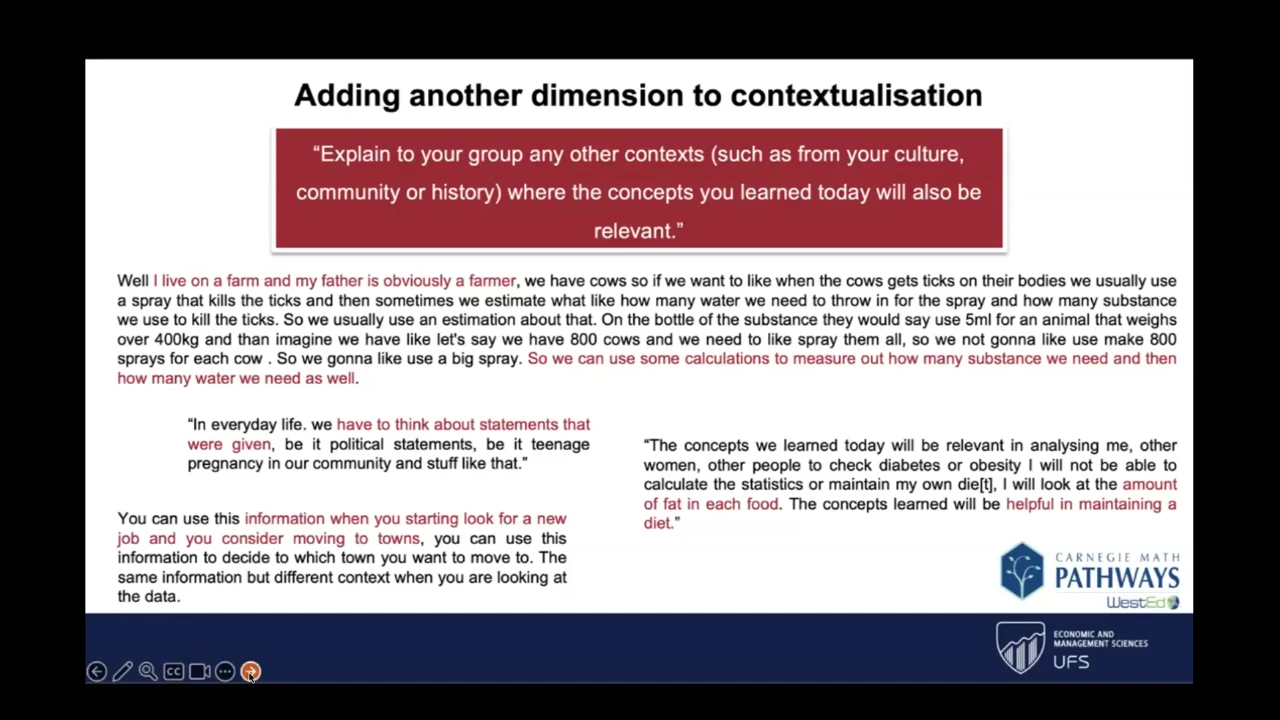 Adding another dimension to contextualisation
“Explain to your group any other contexts (such as from your culture,
community or history) where the concepts you learned today will also be
relevant.”
Well I live on a farm and my father is obviously a farmer, we have cows so if we want to like when the cows gets ticks on their bodies we usually use
a spray that kills the ticks and then sometimes we estimate what like how many water we need to throw in for the spray and how many substance
we use to kill the ticks. So we usually use an estimation about that. On the bottle of the substance they would say use 5ml for an animal that weighs
over 400kg and than imagine we have like let's say we have 800 cows and we need to like spray them all, so we not gonna like use make 800
sprays for each cow . So we gonna like use a big spray. So we can use some calculations to measure out how many substance we need and then
how many water we need as well.
“In everyday life. we have to think about statements that
were given, be it political statements, be it teenage
pregnancy in our community and stuff like that.”
“The concepts we learned today will be relevant in analysing me, other
women, other people to check diabetes or obesity I will not be able to
calculate the statistics or maintain my own die[t], I will look at the amount
of fat in each food. The concepts learned will be helpful in maintaining a
diet.”
You can use this information when you starting look for a new
job and you consider moving to towns, you can use this
information to decide to which town you want to move to. The
same information but different context when you are looking at
the data.
CARNEGIE MATH
PATHWAYS
WestEd
ECONOMIC AND
MANAGEMENT SCIENCES
UFS
CC